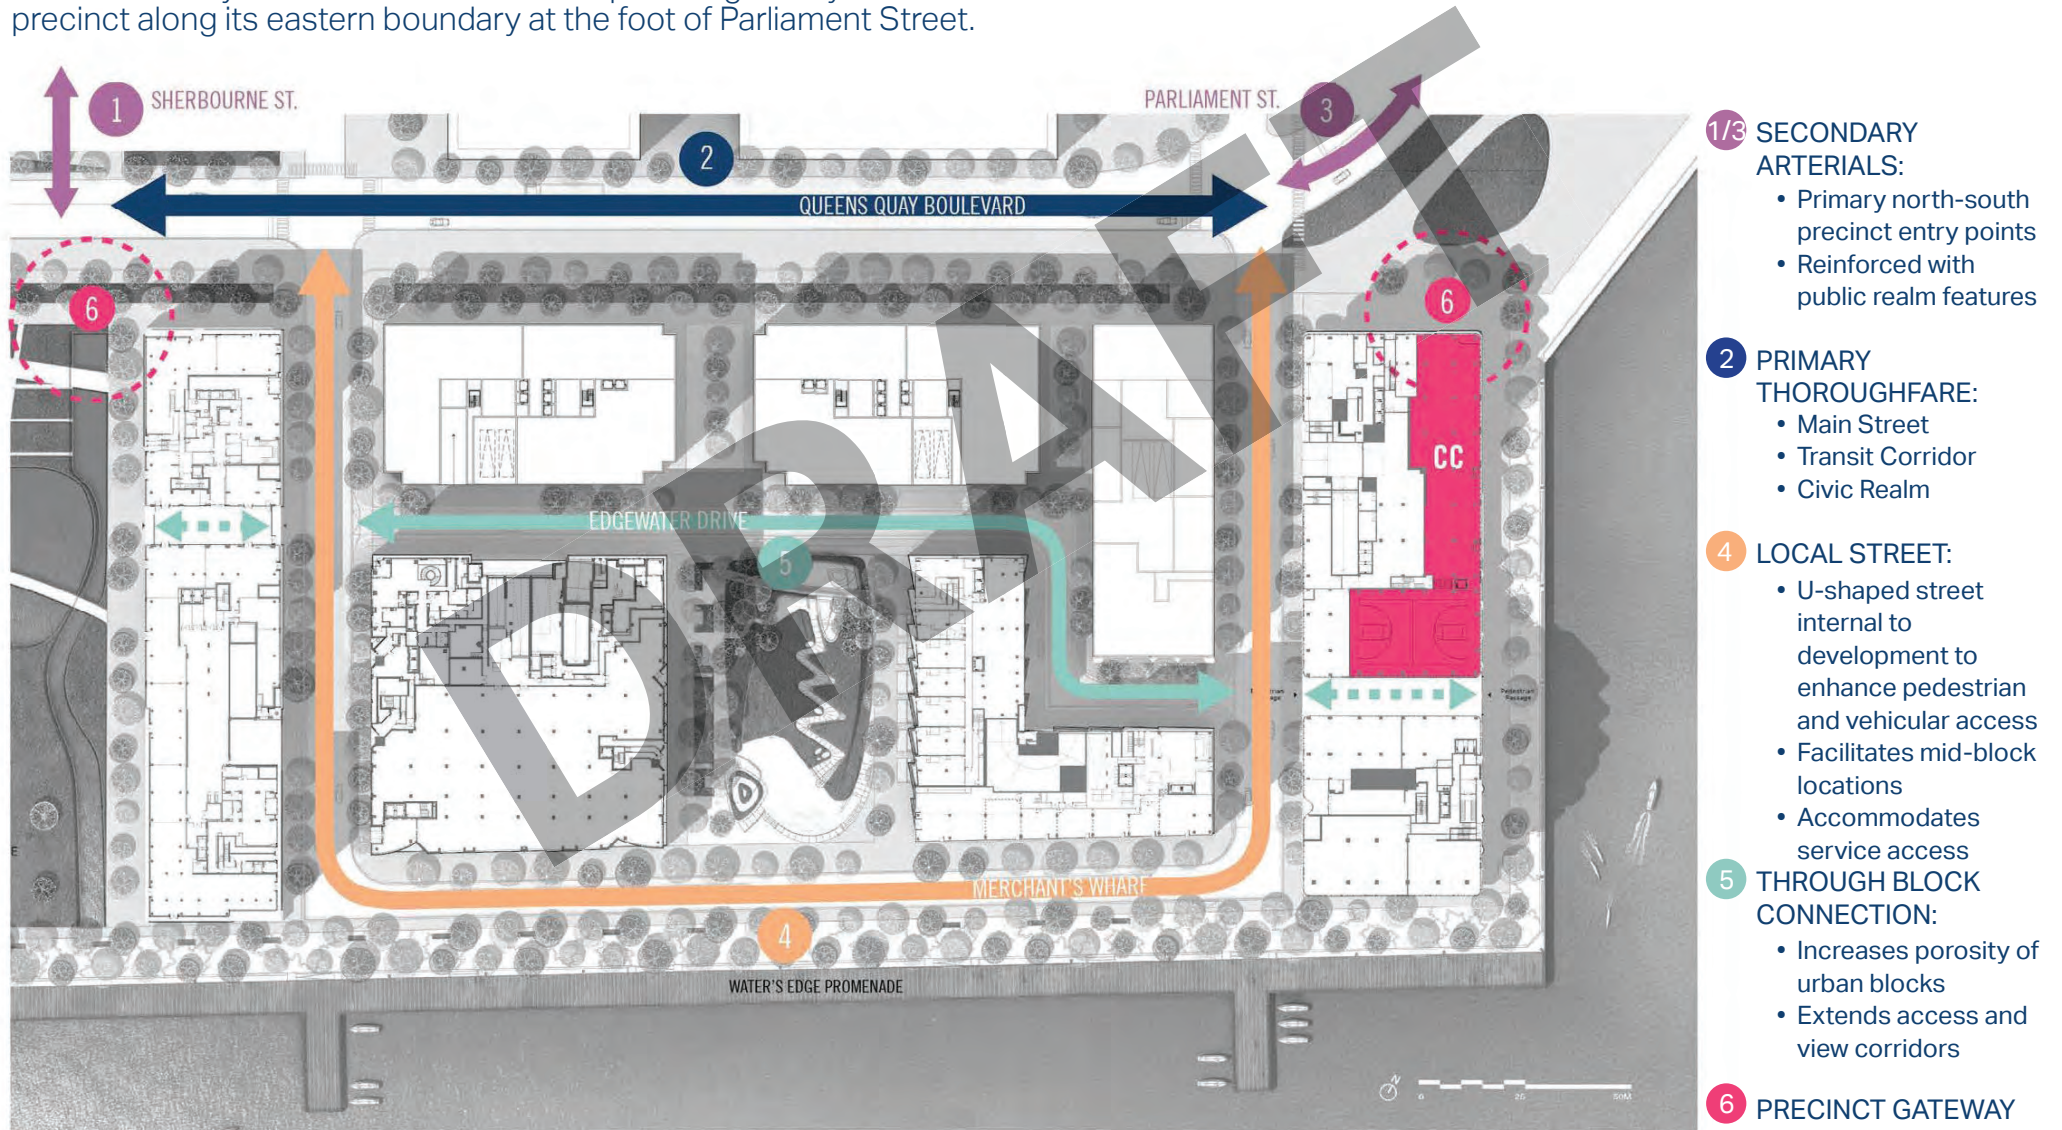 precinct along its eastern boundary at the foot of Parliament Street.
1
SHERBOURNE ST.
PARLIAMENT ST.
3
2
QUEENS QUAY BOULEVARD
6
6
CC
EDGEWATER DRIVE
5
Pedestrian
Passage
MERCHANT'S WHARF
4
WATER'S EDGE PROMENADE
N
0
25
50M
DRAFT
1/3 SECONDARY
ARTERIALS:
• Primary north-south
precinct entry points
• Reinforced with
public realm features
2 PRIMARY
THOROUGHFARE:
• Main Street
• Transit Corridor
• Civic Realm
4 LOCAL STREET:
• U-shaped street
internal to
development to
enhance pedestrian
and vehicular access
• Facilitates mid-block
locations
• Accommodates
service access
5 THROUGH BLOCK
CONNECTION:
• Increases porosity of
urban blocks
• Extends access and
view corridors
6 PRECINCT GATEWAY